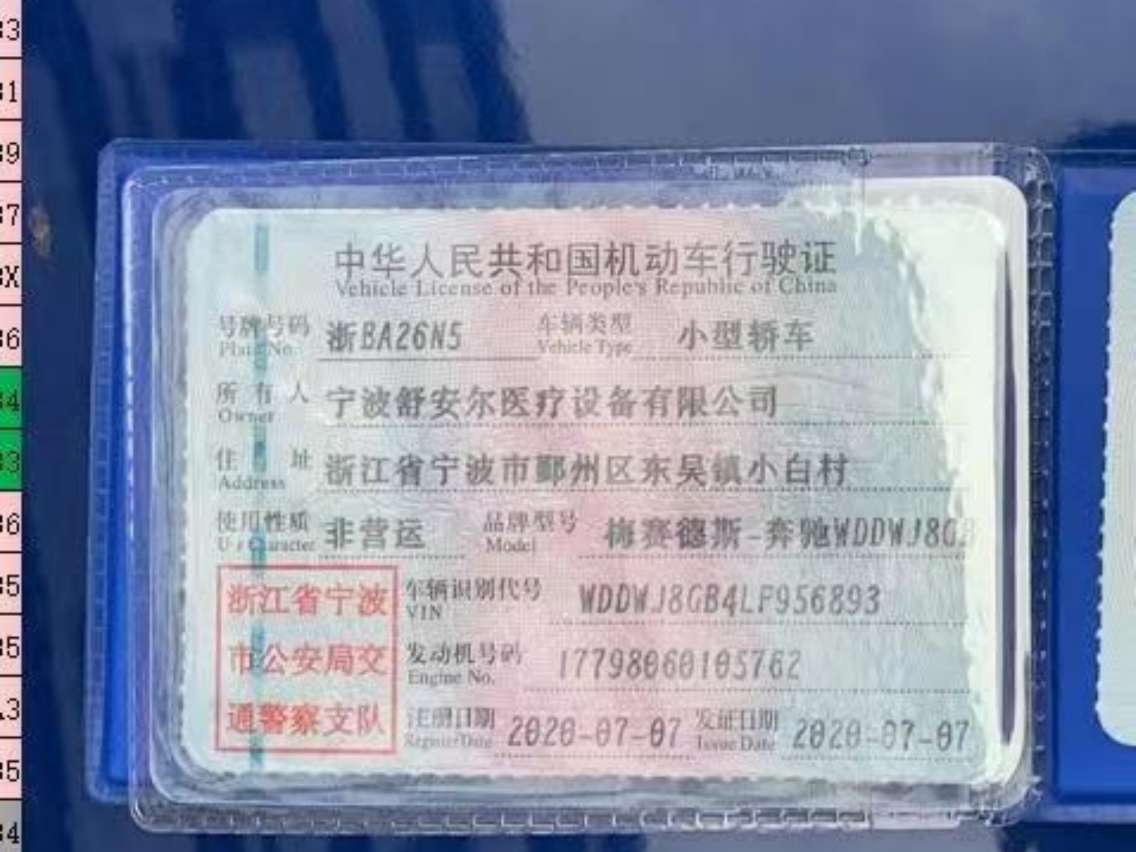 中华人民共和国机动车行驶证
Vehicle License of the People's Republic of China
号牌号码 浙BA26N5 车辆类型 小型轿车
Plate No. Vehicle Type
所有人 宁波舒安尔医疗设备有限公司
Owner
住址 浙江省宁波市鄞州区东吴镇小白村
Address
使用性质 非营运 品牌型号 梅赛德斯-奔驰WDDWJ8GB
Model
浙江省宁波
市公安局交
通警察支队
车辆识别代号 WDDWJ8GB4LF956893
VIN
发动机号码 17798060105762
Engine No.
注册日期 2020-07-07 发证日期 2020-07-07
Register Date Issue Date